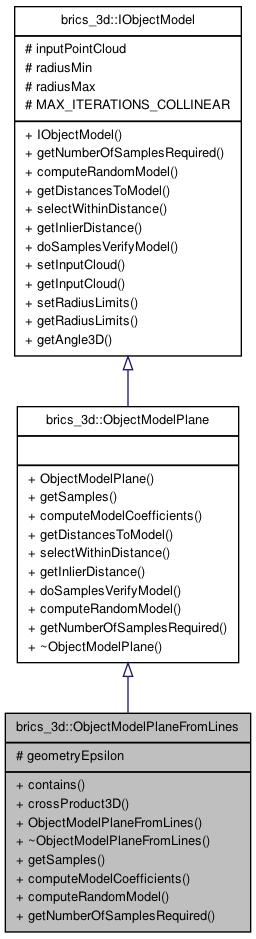 brics_3d::IObjectModel
# inputPointCloud
# radiusMin
# radiusMax
# MAX_ITERATIONS_COLLINEAR
+ IObjectModel()
+ getNumberOfSamplesRequired()
+ computeRandomModel()
+ getDistancesToModel()
+ selectWithinDistance()
+ getInlierDistance()
+ doSamplesVerifyModel()
+ setInputCloud()
+ getInputCloud()
+ setRadiusLimits()
+ getRadiusLimits()
+ getAngle3D()
brics_3d::ObjectModelPlane
+ ObjectModelPlane()
+ getSamples()
+ computeModelCoefficients()
+ getDistancesToModel()
+ selectWithinDistance()
+ getInlierDistance()
+ doSamplesVerifyModel()
+ computeRandomModel()
+ getNumberOfSamplesRequired()
+ ~ObjectModelPlane()
brics_3d::ObjectModelPlaneFromLines
# geometryEpsilon
+ contains()
+ crossProduct3D()
+ ObjectModelPlaneFromLines()
+ ~ObjectModelPlaneFromLines()
+ getSamples()
+ computeModelCoefficients()
+ computeRandomModel()
+ getNumberOfSamplesRequired()